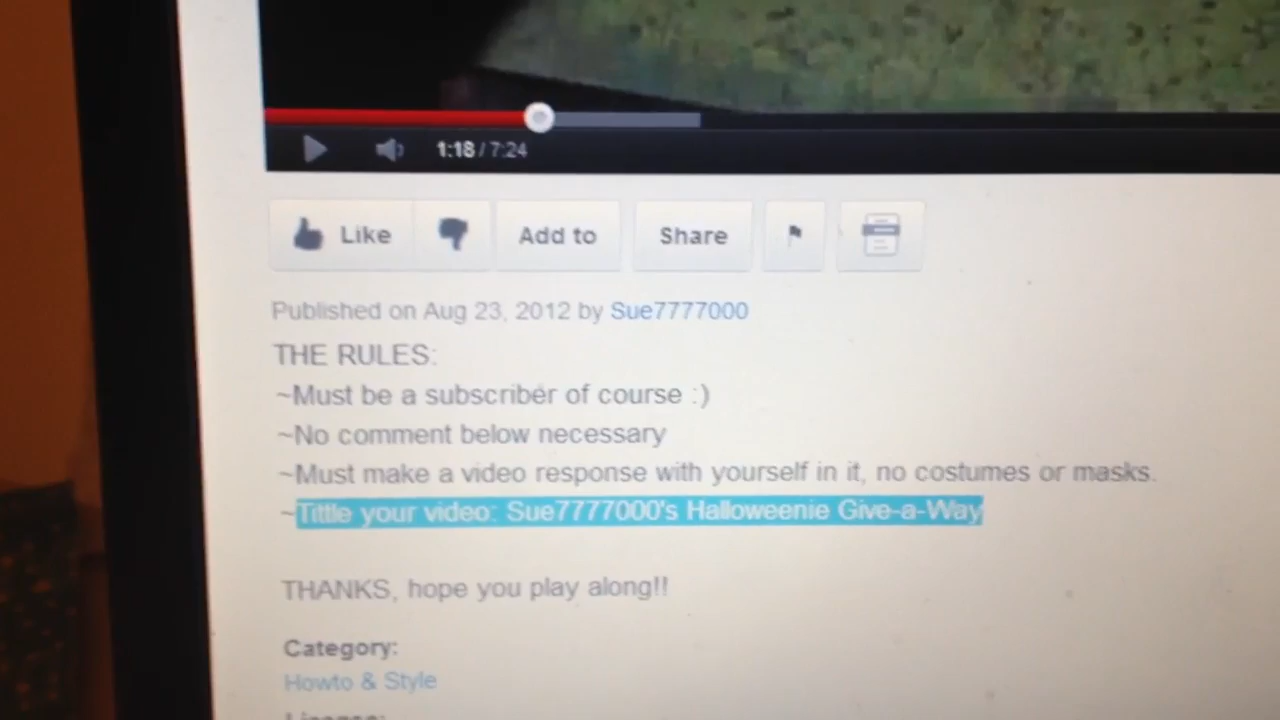 1:18 / 7:24
Like Add to Share
Published on Aug 23, 2012 by Sue7777000
THE RULES:
~Must be a subscriber of course :)
~No comment below necessary
~Must make a video response with yourself in it, no costumes or masks.
~Tittle your video: Sue7777000's Halloweenie Give-a-Way
THANKS, hope you play along!!
Category:
Howto & Style
License: